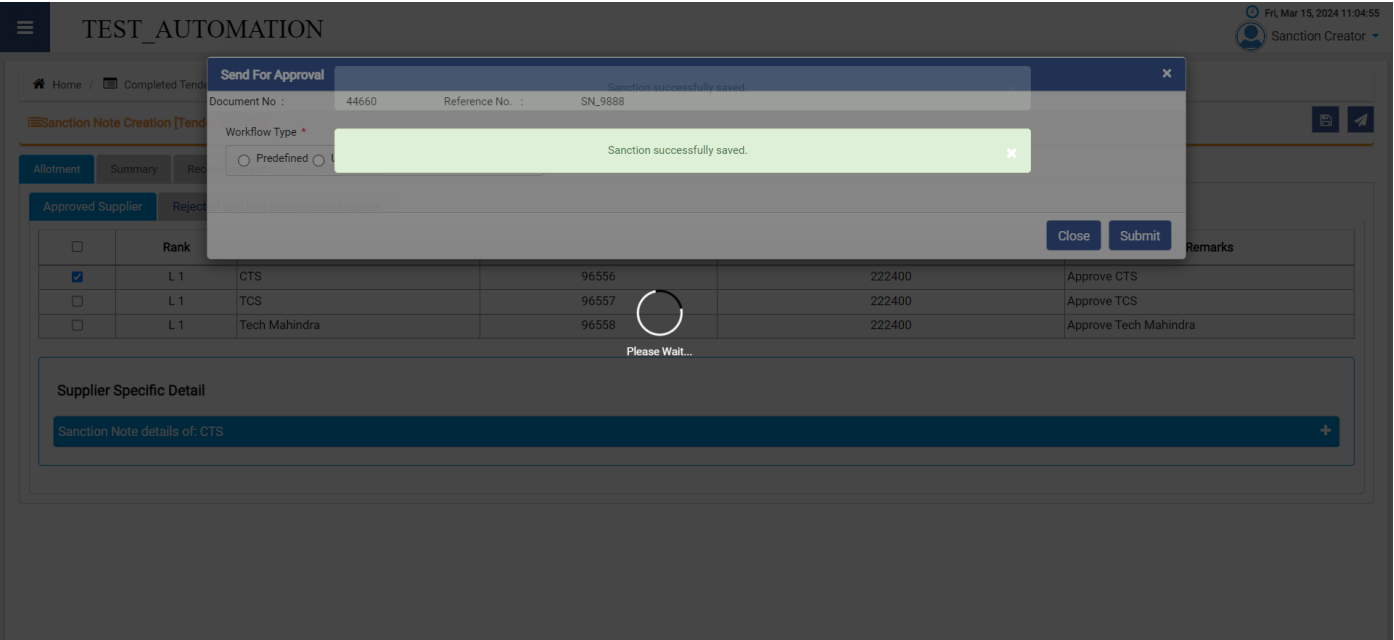 Fri, Mar 15, 2024 11:04:55
TEST_AUTOMATION
Sanction Creator
Send For Approval
Sanction successfully saved.
Home / Completed Tende
Document No : 44660 Reference No. : SN_9888
Sanction Note Creation [Tend
Workflow Type *
Sanction successfully saved.
Predefined
Allotment Summary Rec
Approved Supplier Reject
Close Submit
Rank Remarks
L 1 CTS 96556 222400 Approve CTS
L 1 TCS 96557 222400 Approve TCS
L 1 Tech Mahindra 96558 222400 Approve Tech Mahindra
Please Wait...
Supplier Specific Detail
Sanction Note details of: CTS